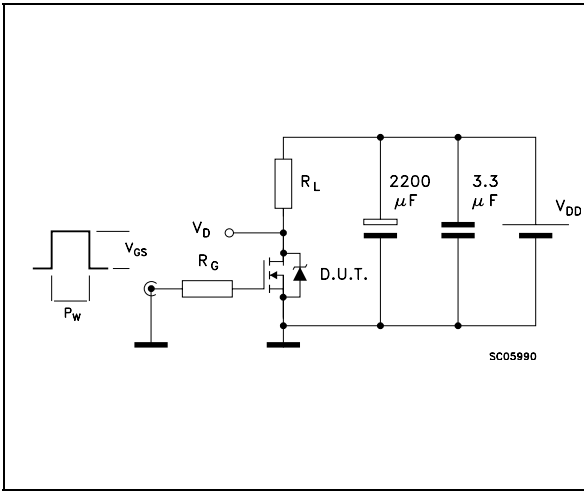 R_L
2200
μF
3.3
μF
V_DD
V_D
V_GS
R_G
D.U.T.
P_W
SC05990